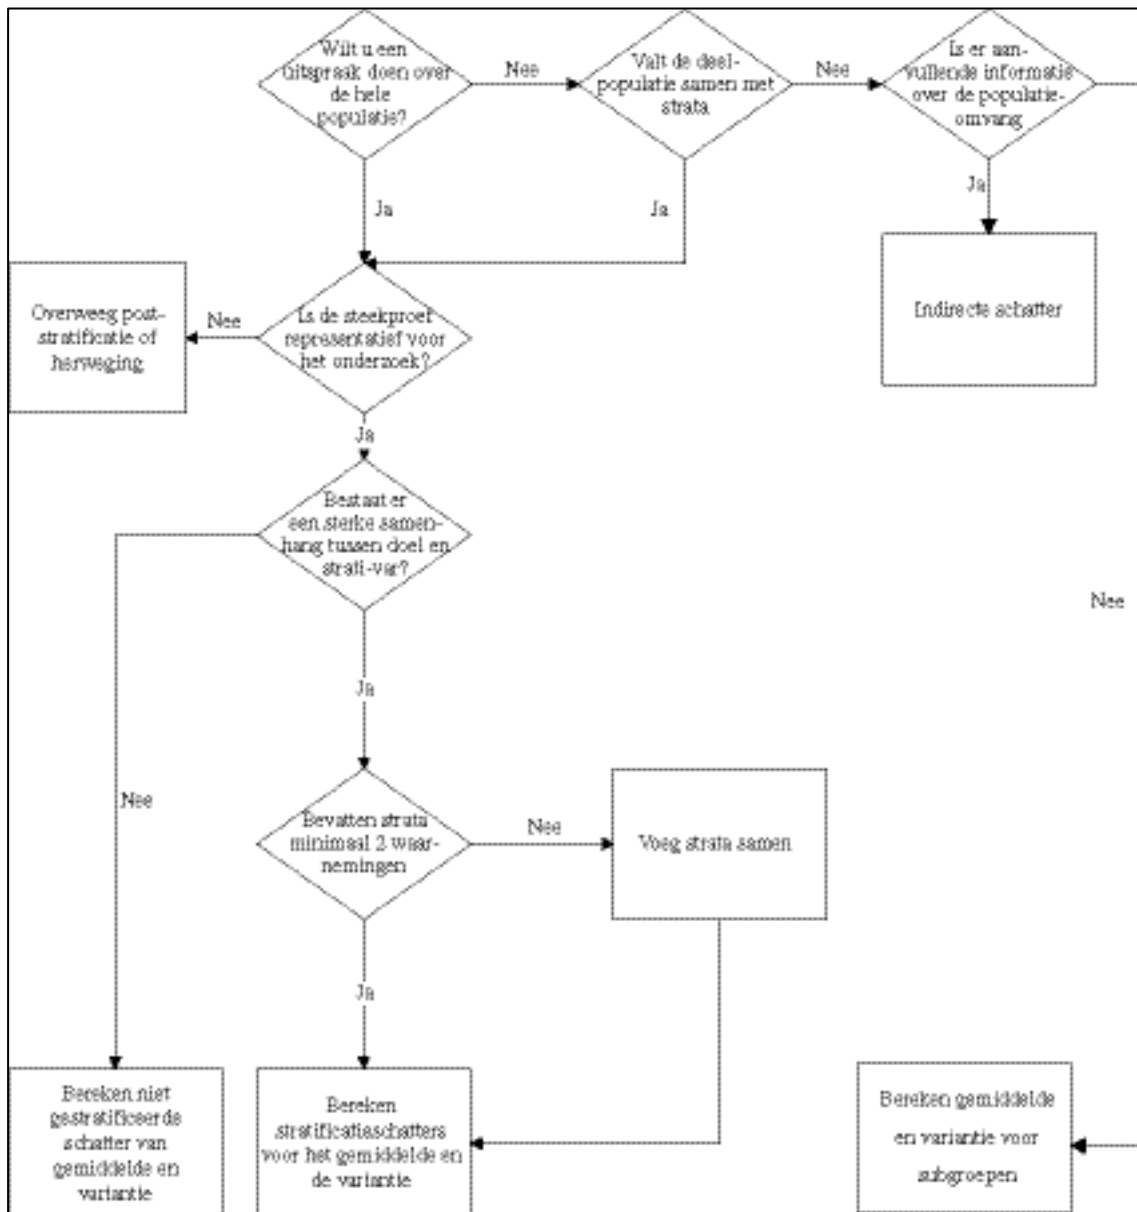 Wilt u een
uitspraak doen over
de hele
populatie?
Nee
Valt de deel-
populatie samen met
strata
Nee
Is er aan-
vullende informatie
over de populatie-
omvang
Ja
Ja
Ja
Indirecte schatter
Overweeg post-
stratificatie of
herweging
Nee
Is de steekproef
representatief voor
het onderzoek?
Ja
Bestaat er
een sterke samen-
hang tussen doel en
strati-var?
Nee
Ja
Nee
Bevatten strata
minimaal 2 waar-
nemingen
Nee
Voeg strata samen
Ja
Bereken niet
gestratificeerde
schatter van
gemiddelde en
variantie
Bereken
stratificatieschatters
voor het gemiddelde en
de variantie
Bereken gemiddelde
en variantie voor
subgroepen